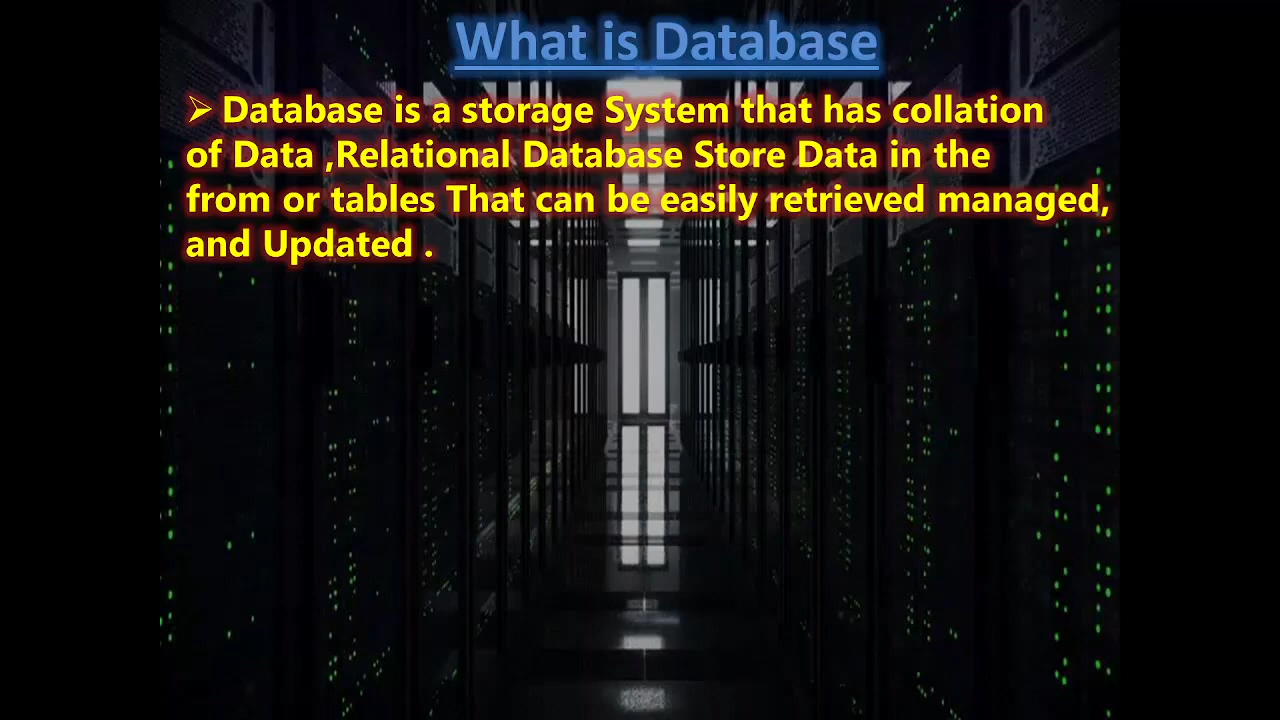 What is Database
➢ Database is a storage System that has collation
of Data ,Relational Database Store Data in the
from or tables That can be easily retrieved managed,
and Updated .